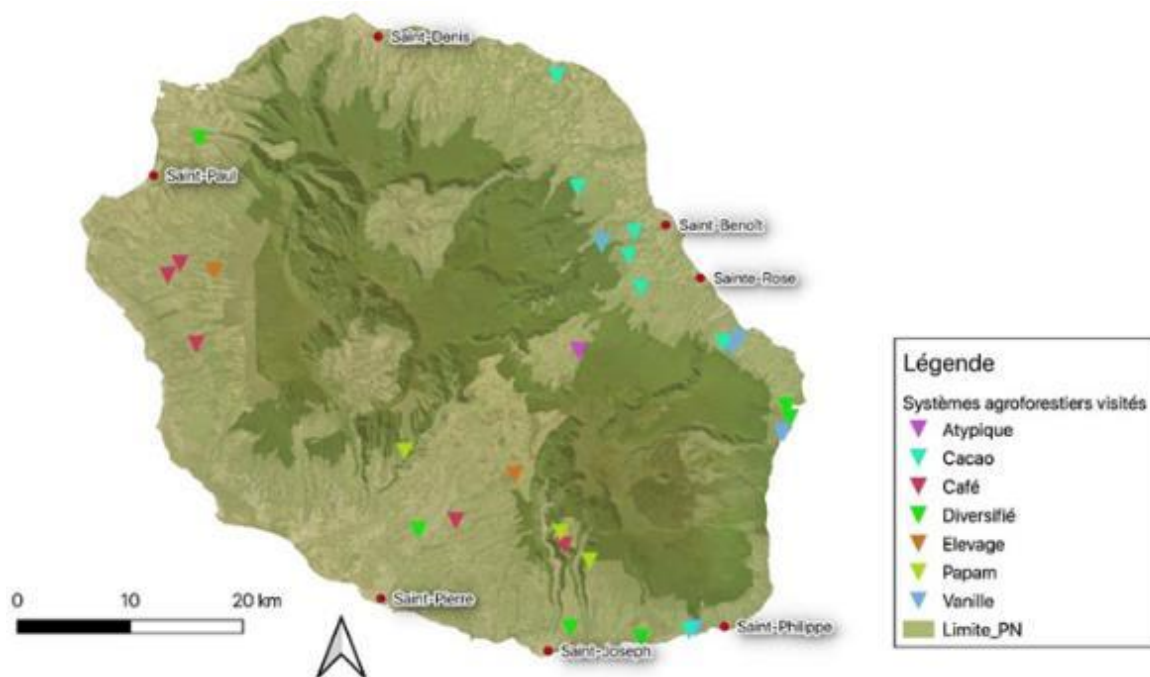 Saint-Denis
Saint-Paul
Saint-Benoît
Sainte-Rose
Saint-Pierre
Saint-Philippe
Saint-Joseph
0 10 20 km
Légende
Systèmes agroforestiers visités
Atypique
Cacao
Café
Diversifié
Elevage
Papam
Vanille
Limite_PN